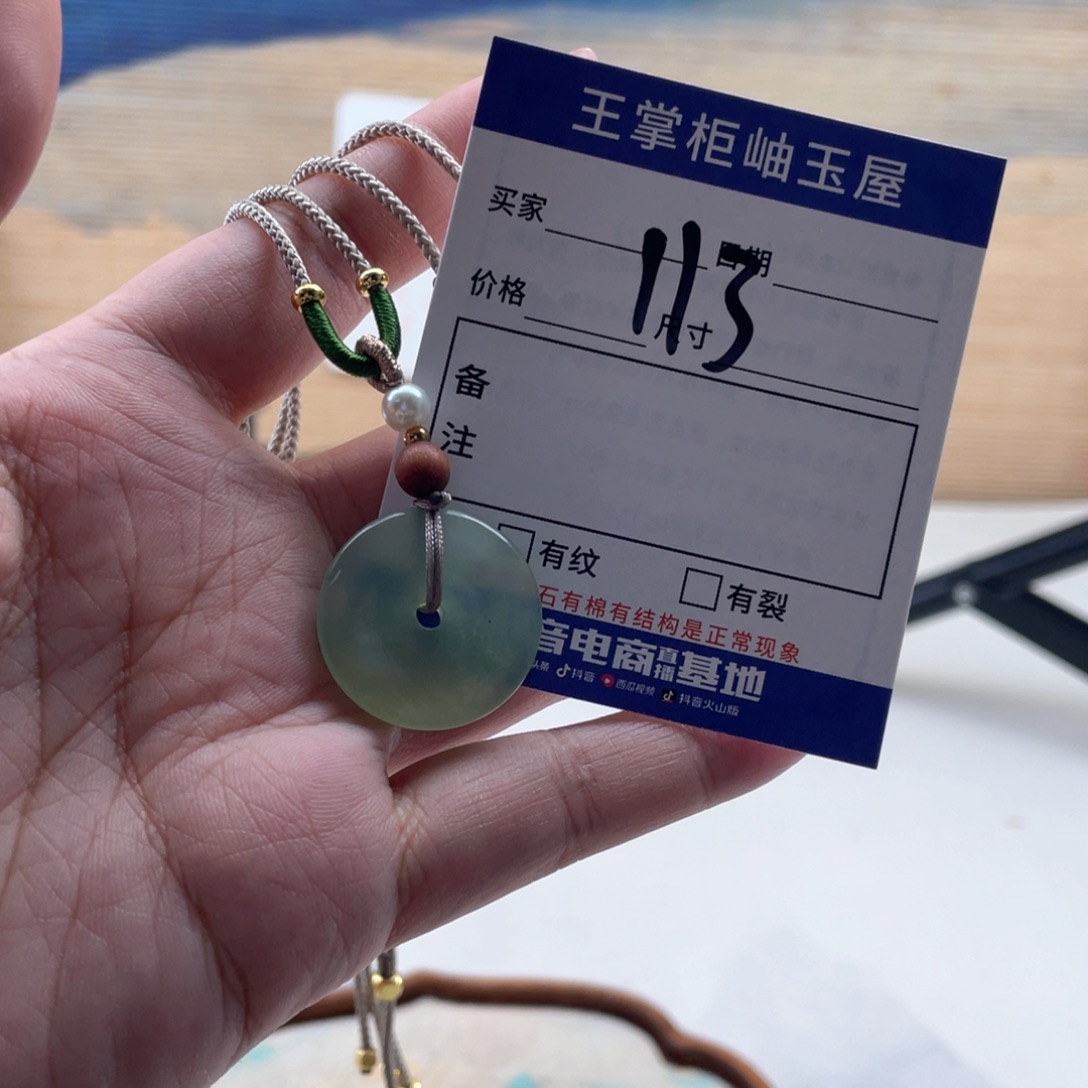 王掌柜岫玉屋
买家 日期
113
价格 尺寸
备
注
有纹 有裂
石有棉有结构是正常现象
音电商直播基地
头条 抖音 西瓜视频 抖音火山版